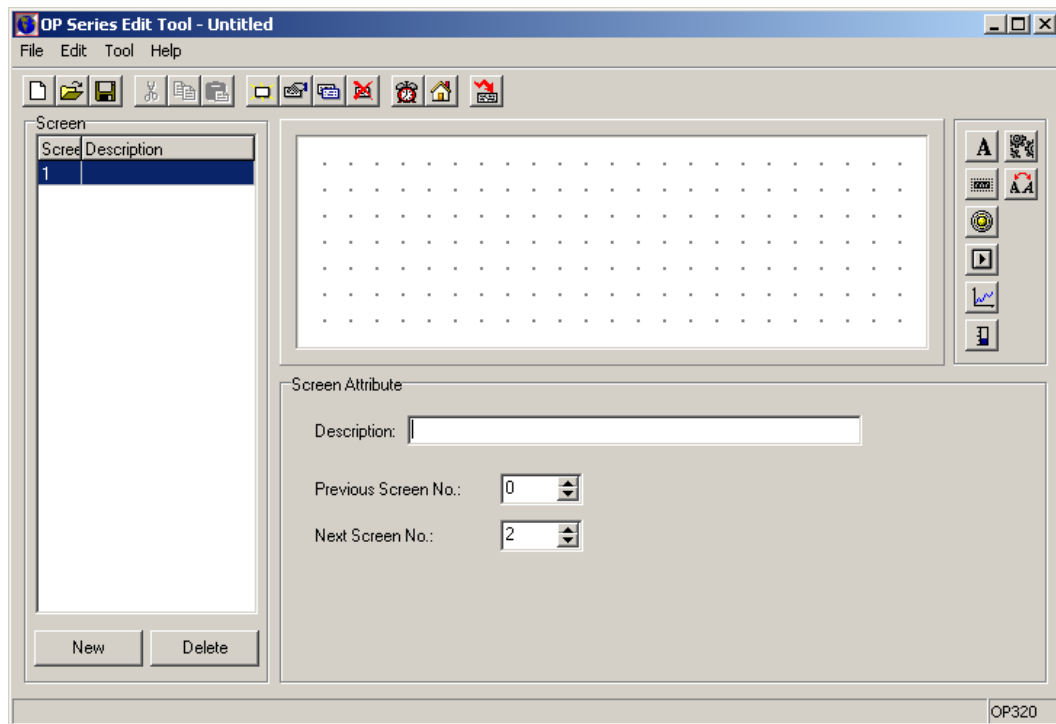 OP Series Edit Tool - Untitled
File Edit Tool Help
Screen
Scree Description
1
A
A A
Screen Attribute
Description:
Previous Screen No.: 0
Next Screen No.: 2
New Delete
OP320